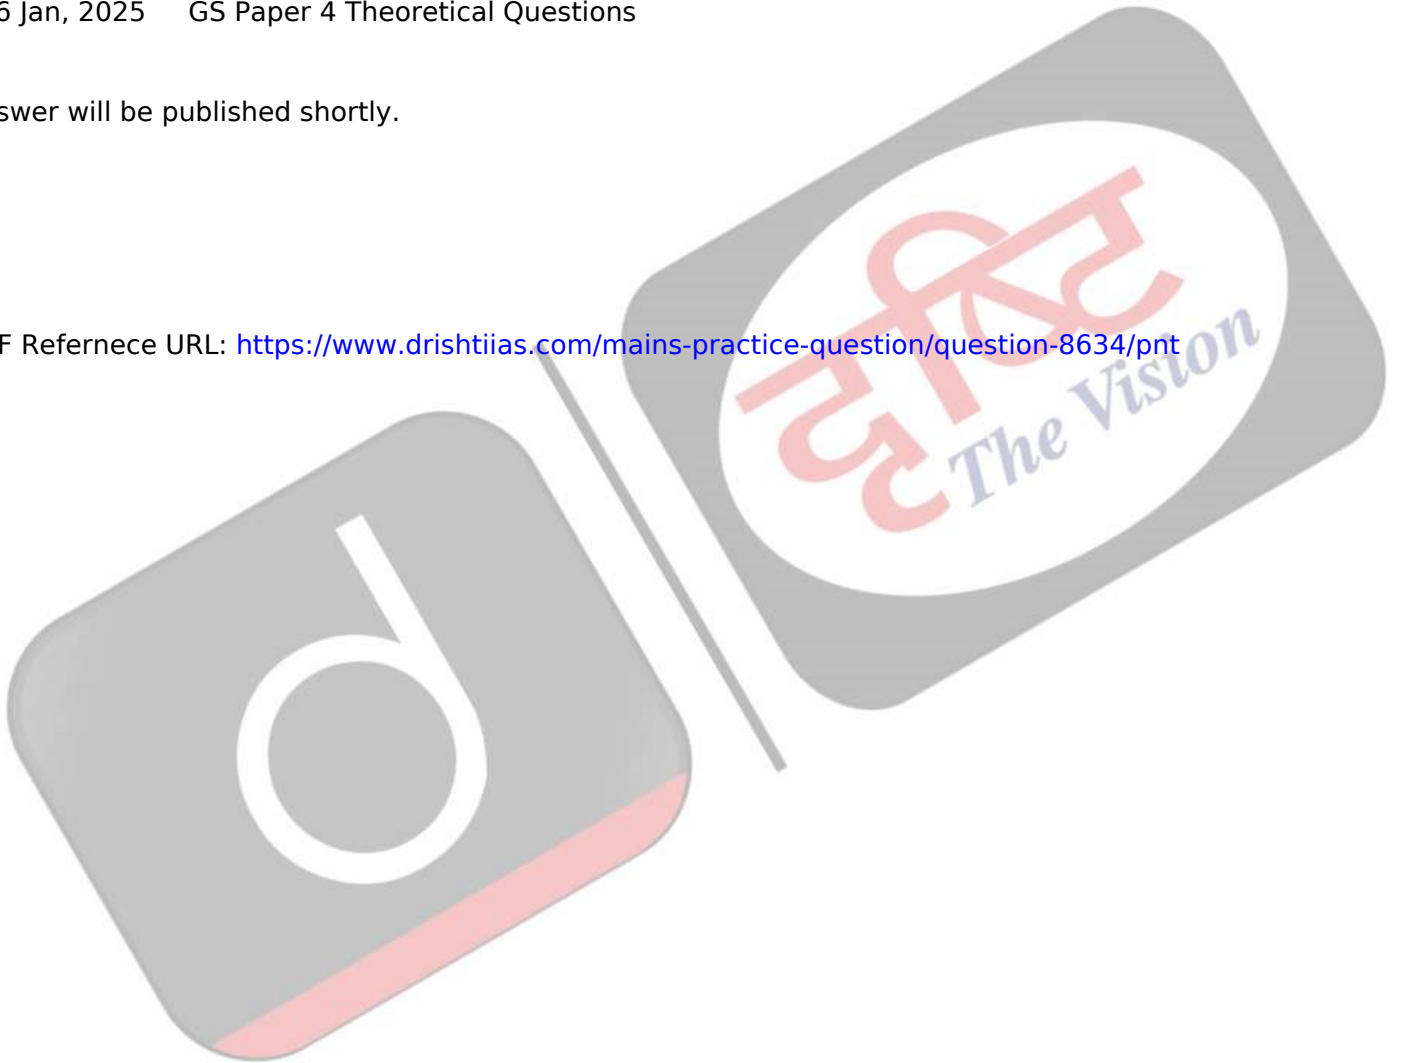 6 Jan, 2025 GS Paper 4 Theoretical Questions
swer will be published shortly.
F Refernece URL: https://www.drishtiias.com/mains-practice-question/question-8634/pnt
दृष्टि
The Vision
d